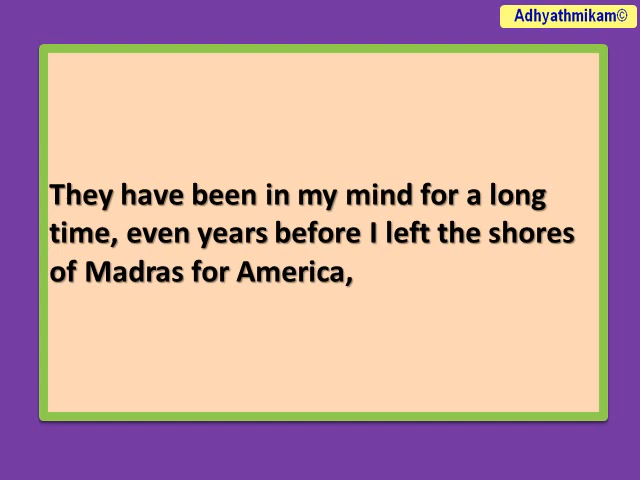 Adhyathmikam©
They have been in my mind for a long
time, even years before I left the shores
of Madras for America,